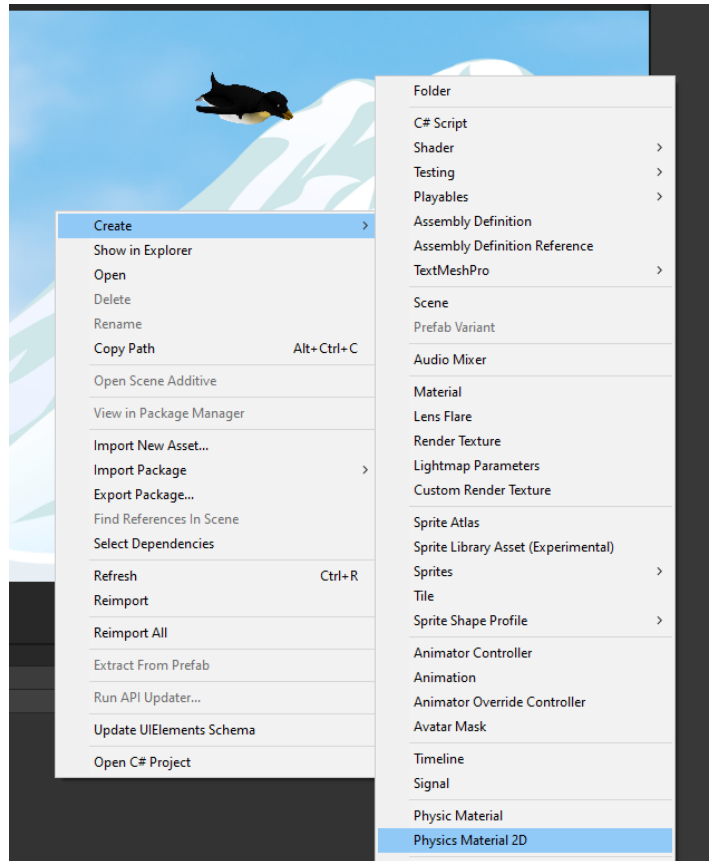 Create
Show in Explorer
Open
Delete
Rename
Copy Path Alt+Ctrl+C
Open Scene Additive
View in Package Manager
Import New Asset...
Import Package
Export Package...
Find References In Scene
Select Dependencies
Refresh Ctrl+R
Reimport
Reimport All
Extract From Prefab
Run API Updater...
Update UIElements Schema
Open C# Project
Folder
C# Script
Shader
Testing
Playables
Assembly Definition
Assembly Definition Reference
TextMeshPro
Scene
Prefab Variant
Audio Mixer
Material
Lens Flare
Render Texture
Lightmap Parameters
Custom Render Texture
Sprite Atlas
Sprite Library Asset (Experimental)
Sprites
Tile
Sprite Shape Profile
Animator Controller
Animation
Animator Override Controller
Avatar Mask
Timeline
Signal
Physic Material
Physics Material 2D